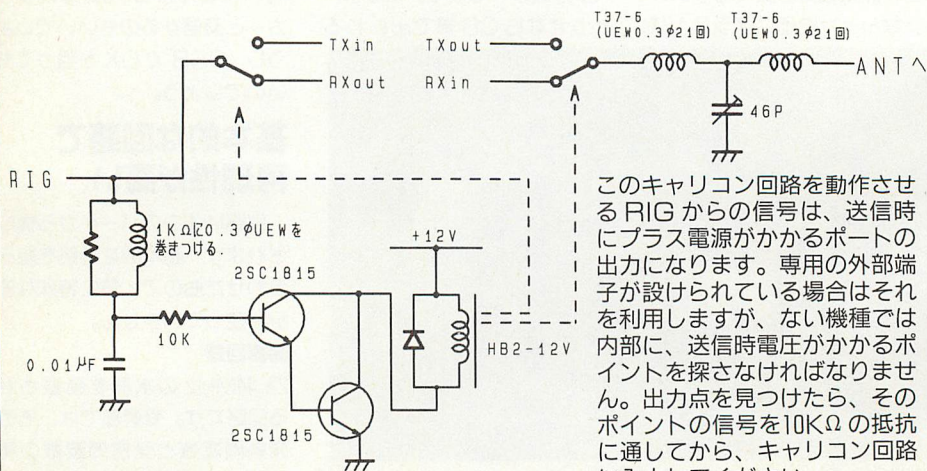 T37-6
(UEW0.3φ21回)
T37-6
(UEW0.3φ21回)
TXin
TXout
RXout
RXin
ANTへ
46P
RIG
1KΩに0.3φUEWを
巻きつける.
+12V
2SC1815
10K
HB2-12V
0.01μF
2SC1815
このキャリコン回路を動作させ
る RIG からの信号は、送信時
にプラス電源がかかるポートの
出力になります。専用の外部端
子が設けられている場合はそれ
を利用しますが、ない機種では
内部に、送信時電圧がかかるポ
イントを探さなければなりませ
ん。出力点を見つけたら、その
ポイントの信号を10KΩ の抵抗
に通してから、キャリコン回路